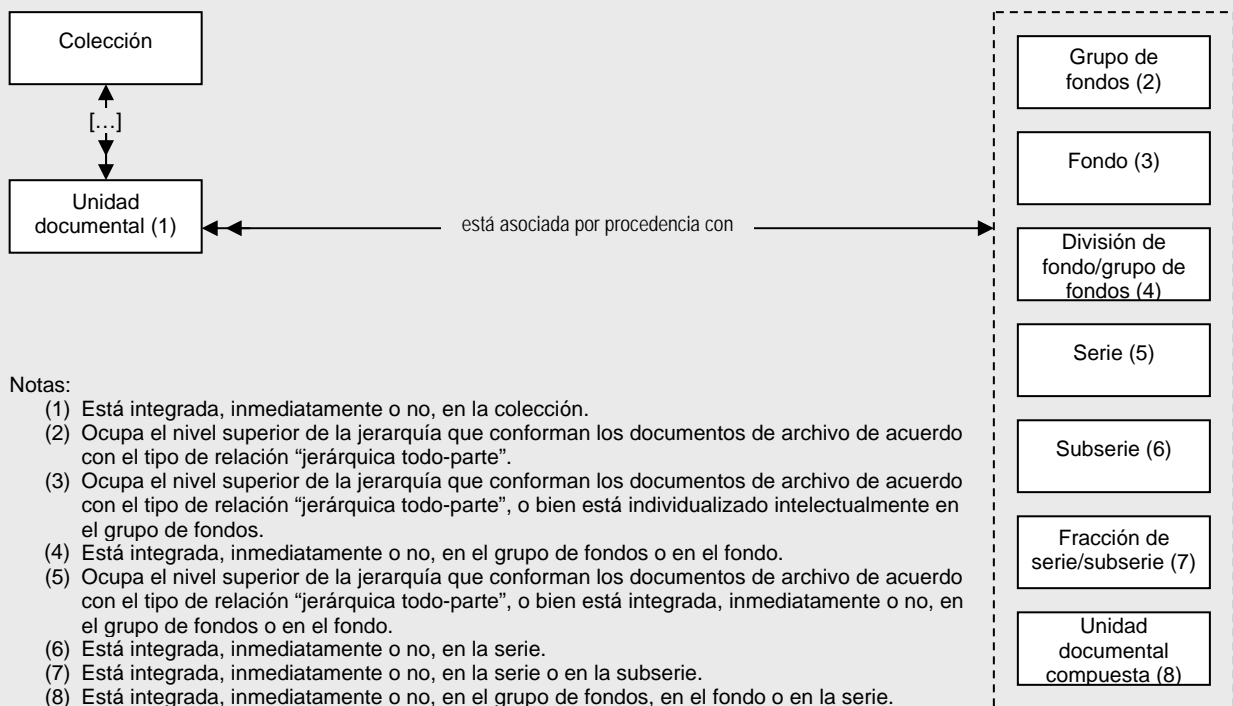 Colección
[…]
Unidad
documental (1)
está asociada por procedencia con
Grupo de
fondos (2)
Fondo (3)
División de
fondo/grupo de
fondos (4)
Serie (5)
Subserie (6)
Fracción de
serie/subserie (7)
Unidad
documental
compuesta (8)
Notas:
(1) Está integrada, inmediatamente o no, en la colección.
(2) Ocupa el nivel superior de la jerarquía que conforman los documentos de archivo de acuerdo
con el tipo de relación “jerárquica todo-parte”.
(3) Ocupa el nivel superior de la jerarquía que conforman los documentos de archivo de acuerdo
con el tipo de relación “jerárquica todo-parte”, o bien está individualizado intelectualmente en
el grupo de fondos.
(4) Está integrada, inmediatamente o no, en el grupo de fondos o en el fondo.
(5) Ocupa el nivel superior de la jerarquía que conforman los documentos de archivo de acuerdo
con el tipo de relación “jerárquica todo-parte”, o bien está integrada, inmediatamente o no, en
el grupo de fondos o en el fondo.
(6) Está integrada, inmediatamente o no, en la serie.
(7) Está integrada, inmediatamente o no, en la serie o en la subserie.
(8) Está integrada, inmediatamente o no, en el grupo de fondos, en el fondo o en la serie.